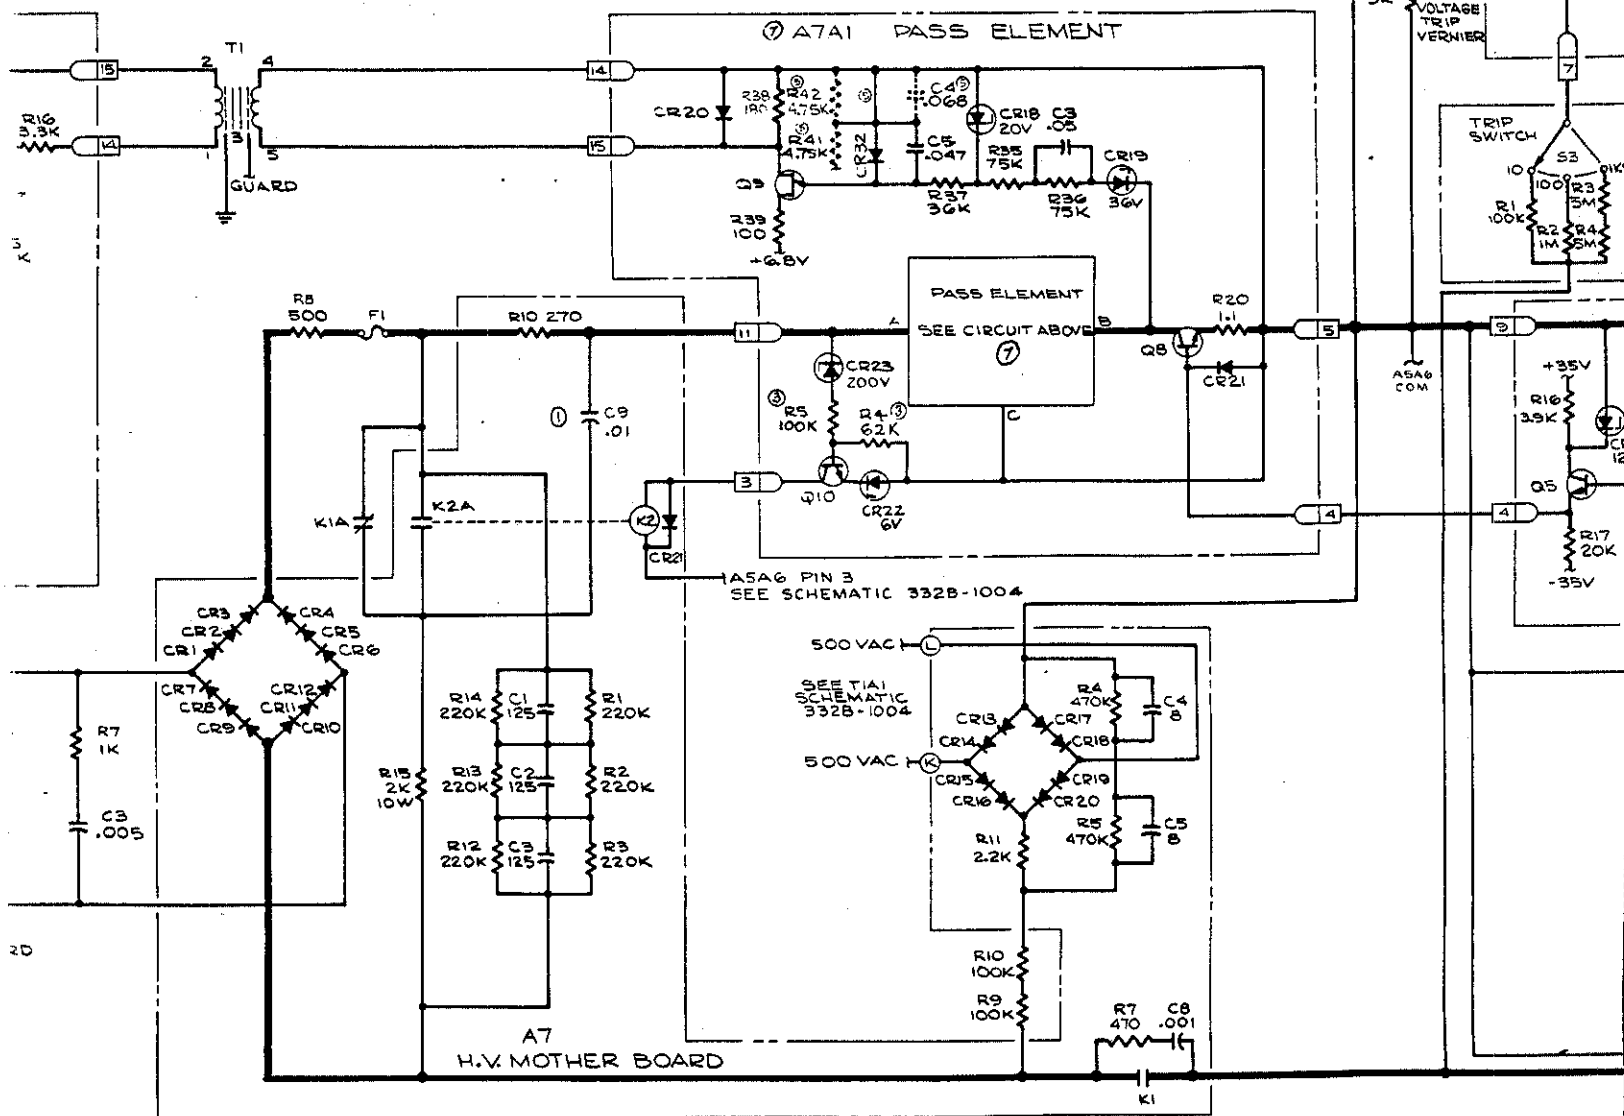 ⑦ A7A1 PASS ELEMENT
VOLTAGE
TRIP
VERNIER
T1
2
4
1
5
3
GUARD
15
14
R16
3.3K
14
15
CR20
R38
180
R42
4.75K
R41
4.75K
CR32
C4
.068
C5
.047
CR18
20V
R35
75K
C3
.05
R37
36K
R36
75K
CR19
36V
Q9
R39
100
+6.8V
7
TRIP
SWITCH
S3
10
100
R1
100K
R2
1M
R3
5M
R4
5M
R8
500
F1
R10 270
11
A
PASS ELEMENT
SEE CIRCUIT ABOVE
⑦
B
C
R20
1.1
Q8
CR21
5
9
A5A6
COM
+35V
R16
3.9K
Q5
R17
20K
-35V
CR23
200V
③
R5
100K
R4 ③
62K
① C9
.01
3
Q10
CR22
6V
4
4
K1A
K2A
K2
CR21
A5A6 PIN 3
SEE SCHEMATIC 332B-1004
CR3
CR2
CR1
CR4
CR5
CR6
CR7
CR8
CR9
CR12
CR11
CR10
R7
1K
C3
.005
R15
2K
10W
R14
220K
C1
125
R1
220K
R13
220K
C2
125
R2
220K
R12
220K
C3
125
R3
220K
500 VAC
L
SEE T1A1
SCHEMATIC
332B-1004
500 VAC
K
CR13
CR14
CR15
CR16
CR17
CR18
CR19
CR20
R4
470K
C4
8
R5
470K
C5
8
R11
2.2K
R10
100K
R9
100K
R7
470
C8
.001
K1
A7
H.V. MOTHER BOARD